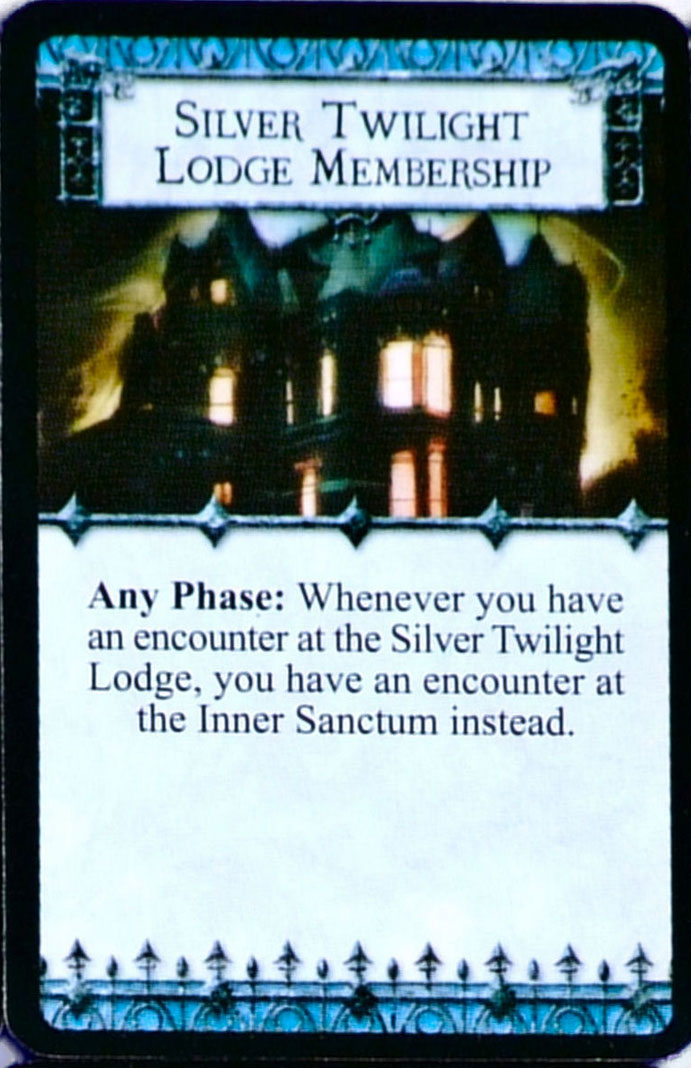 SILVER TWILIGHT
LODGE MEMBERSHIP
Any Phase: Whenever you have
an encounter at the Silver Twilight
Lodge, you have an encounter at
the Inner Sanctum instead.